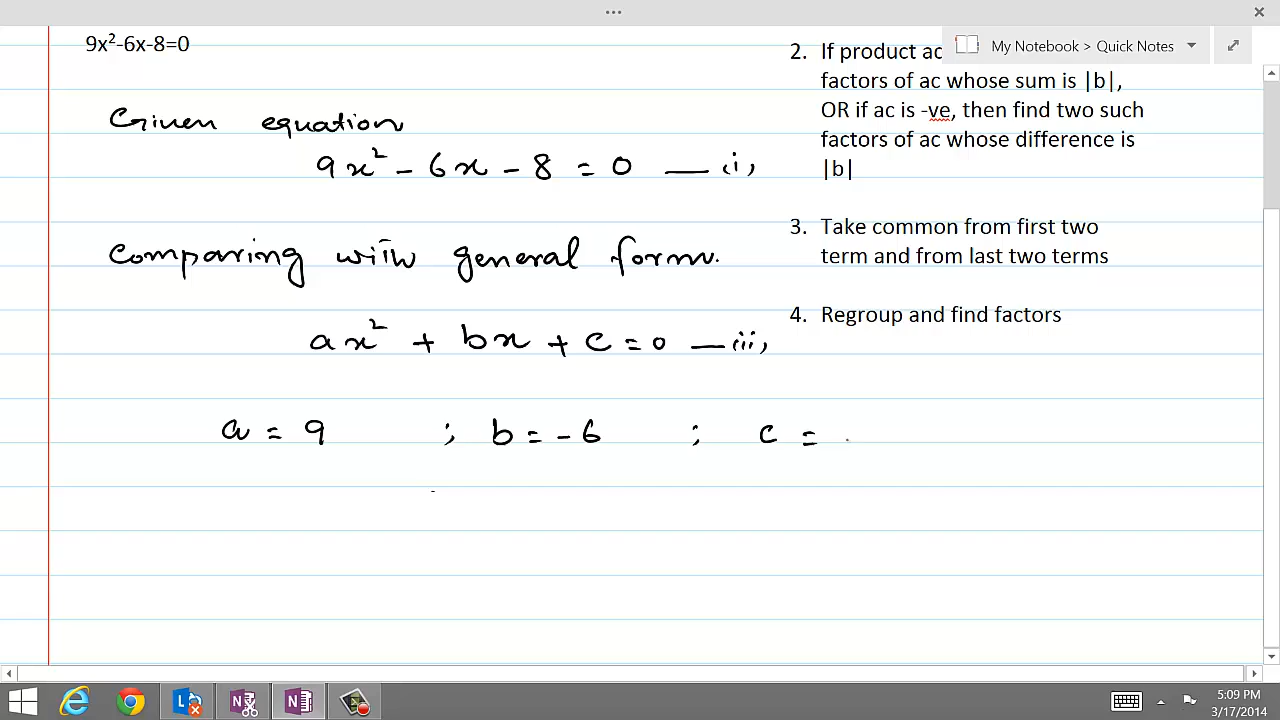 My Notebook > Quick Notes
9x²-6x-8=0
Given equation
9x² - 6x - 8 = 0 — (i)
Comparing with general form.
ax² + bx + c = 0 — (ii)
a = 9 ; b = -6 ; c =
2. If product ac
factors of ac whose sum is |b|,
OR if ac is -ve, then find two such
factors of ac whose difference is
|b|
3. Take common from first two
term and from last two terms
4. Regroup and find factors
5:09 PM
3/17/2014